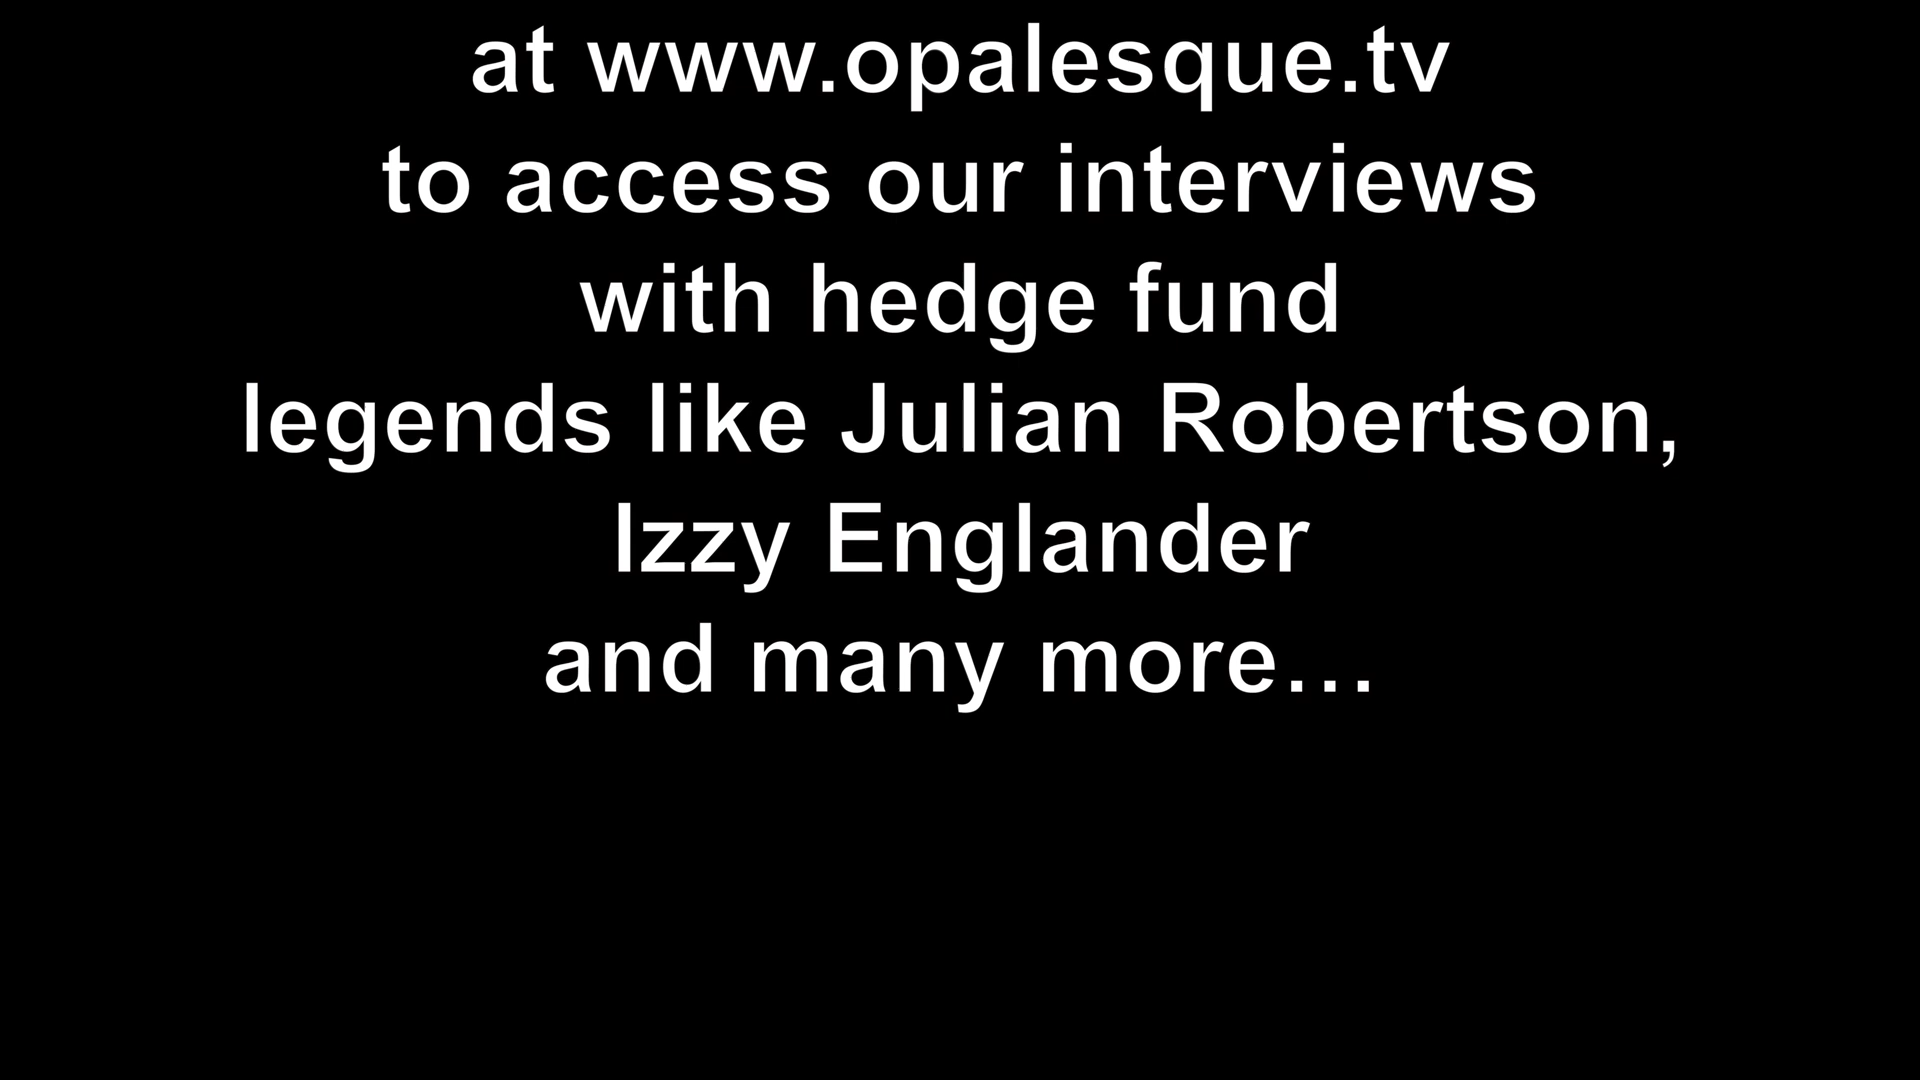 at www.opalesque.tv
to access our interviews
with hedge fund
legends like Julian Robertson,
Izzy Englander
and many more...